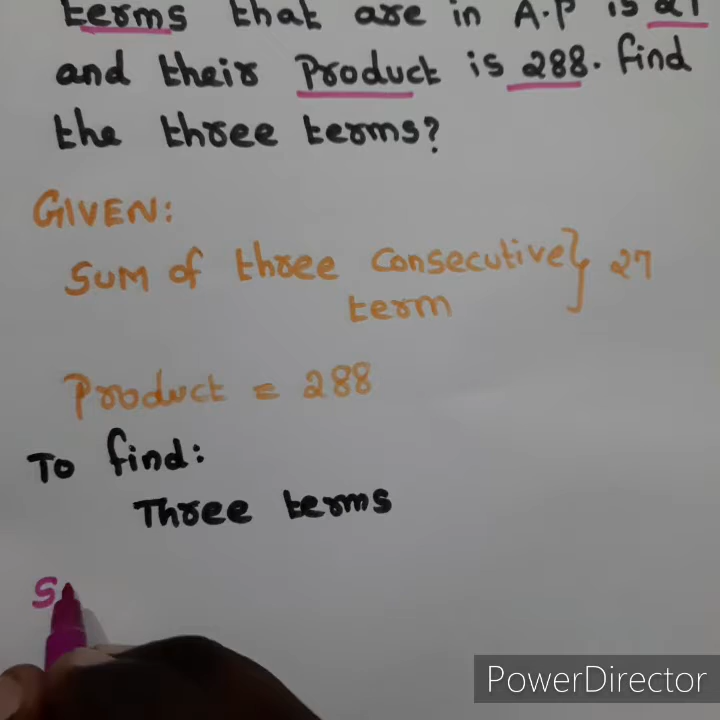 terms that are in A.P is 27
and their Product is 288. find
the three terms?
GIVEN:
SUM of three consecutive } 27
term
Product = 288
To find:
Three terms
S
PowerDirector